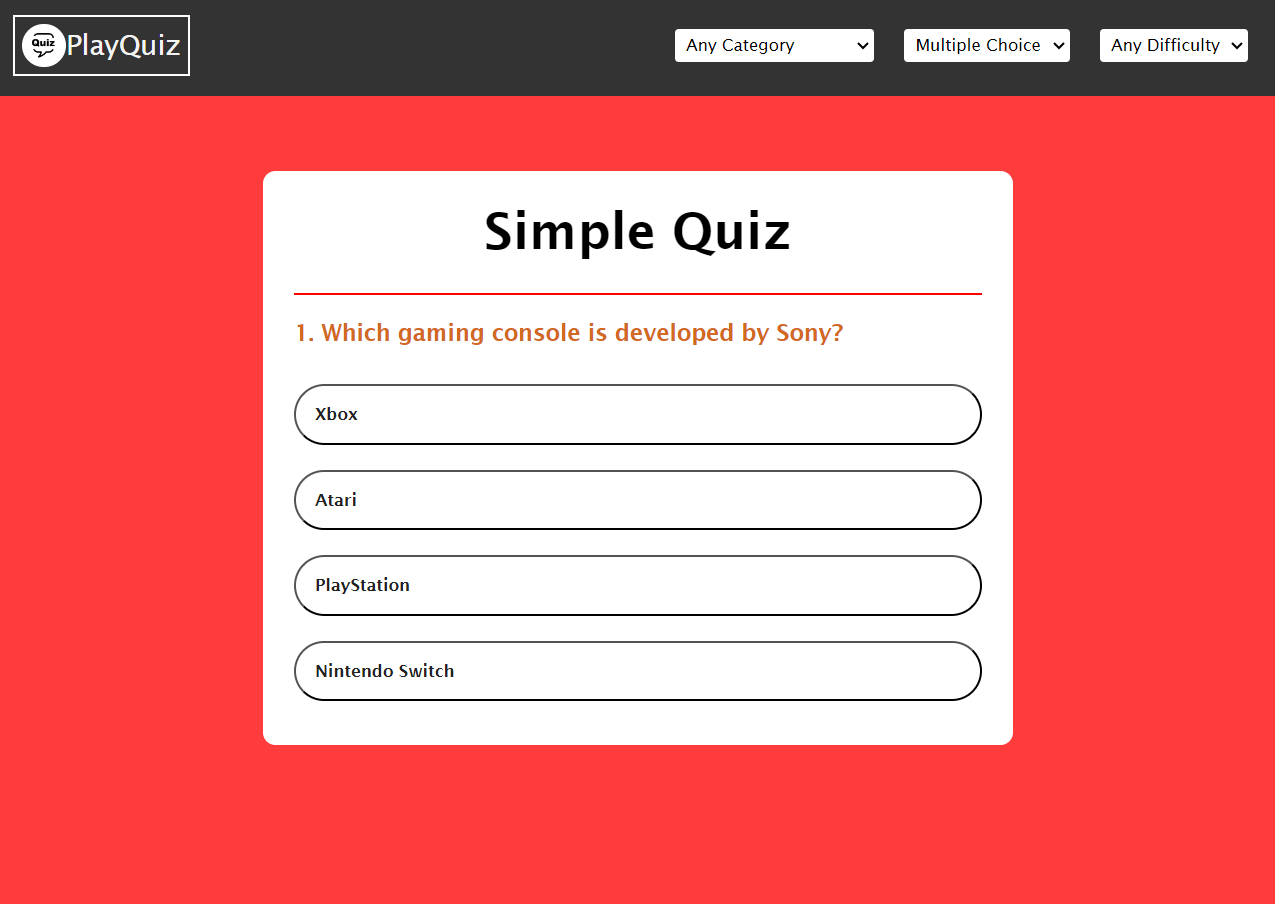 Quiz
PlayQuiz
Any Category
Multiple Choice
Any Difficulty
Simple Quiz
1. Which gaming console is developed by Sony?
Xbox
Atari
PlayStation
Nintendo Switch